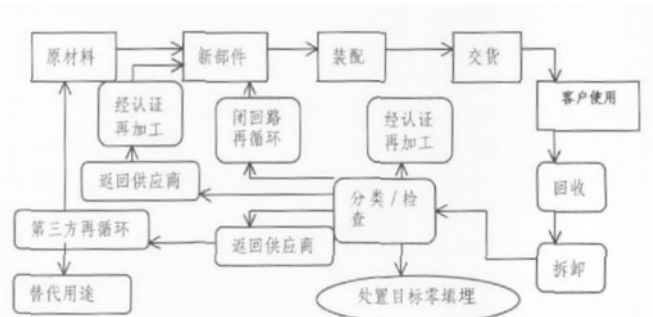 原材料
新部件
装配
交货
客户使用
经认证
再加工
闭回路
再循环
经认证
再加工
返回供应商
分类/检
查
回收
第三方再循环
返回供应商
拆卸
替代用途
处置目标零填埋